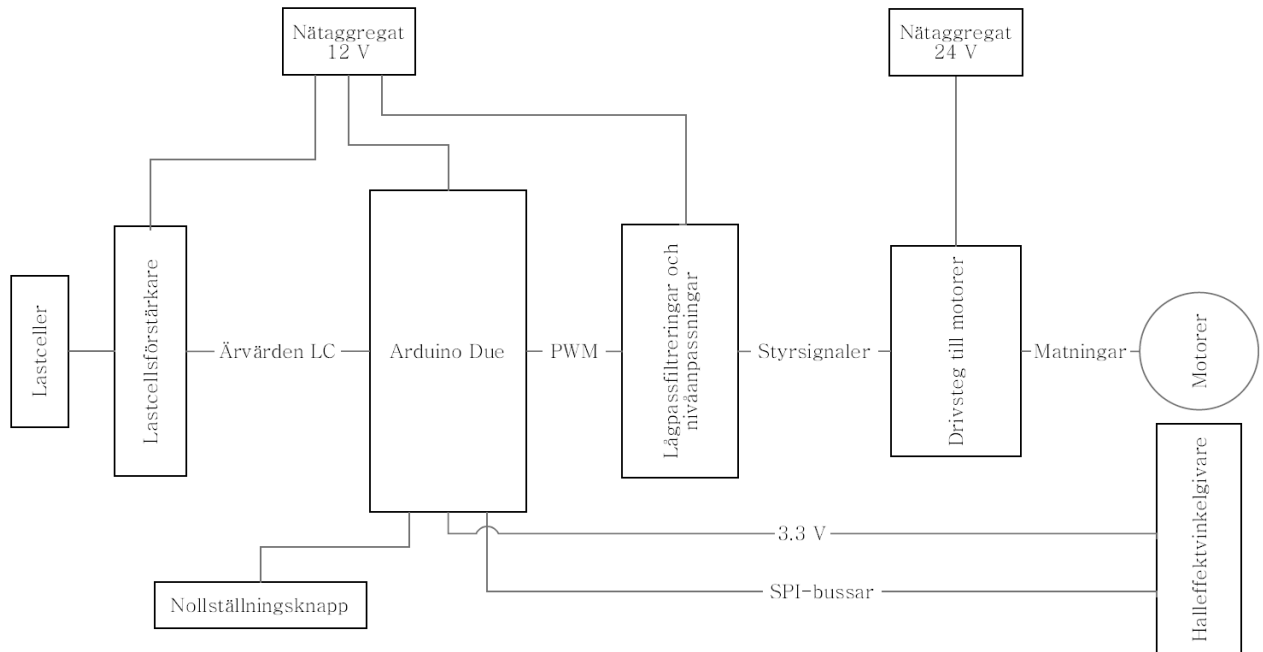 Nätaggregat
12 V
Nätaggregat
24 V
Lastceller
Lastcellsförstärkare
Ärvärden LC
Arduino Due
PWM
Lågpassfiltreringar och
nivåanpassningar
Styrsignaler
Drivsteg till motorer
Matningar
Motorer
3.3 V
SPI-bussar
Halleffektvinkelgivare
Nollställningsknapp